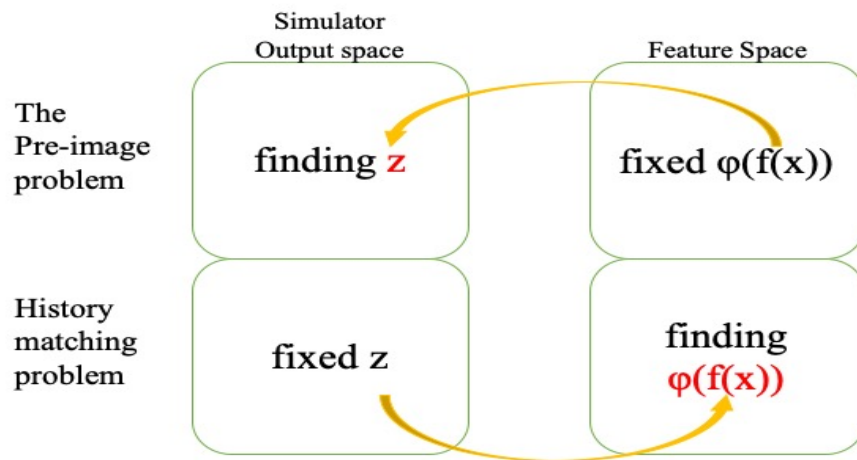 Simulator
Output space
Feature Space
The
Pre-image
problem
finding z
fixed φ(f(x))
History
matching
problem
fixed z
finding
φ(f(x))